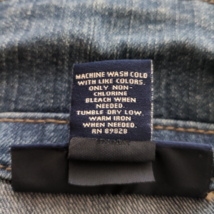 MACHINE WASH COLD
WITH LIKE COLORS.
ONLY NON-
CHLORINE
BLEACH WHEN
NEEDED.
TUMBLE DRY LOW.
WARM IRON
WHEN NEEDED.
RN 89820